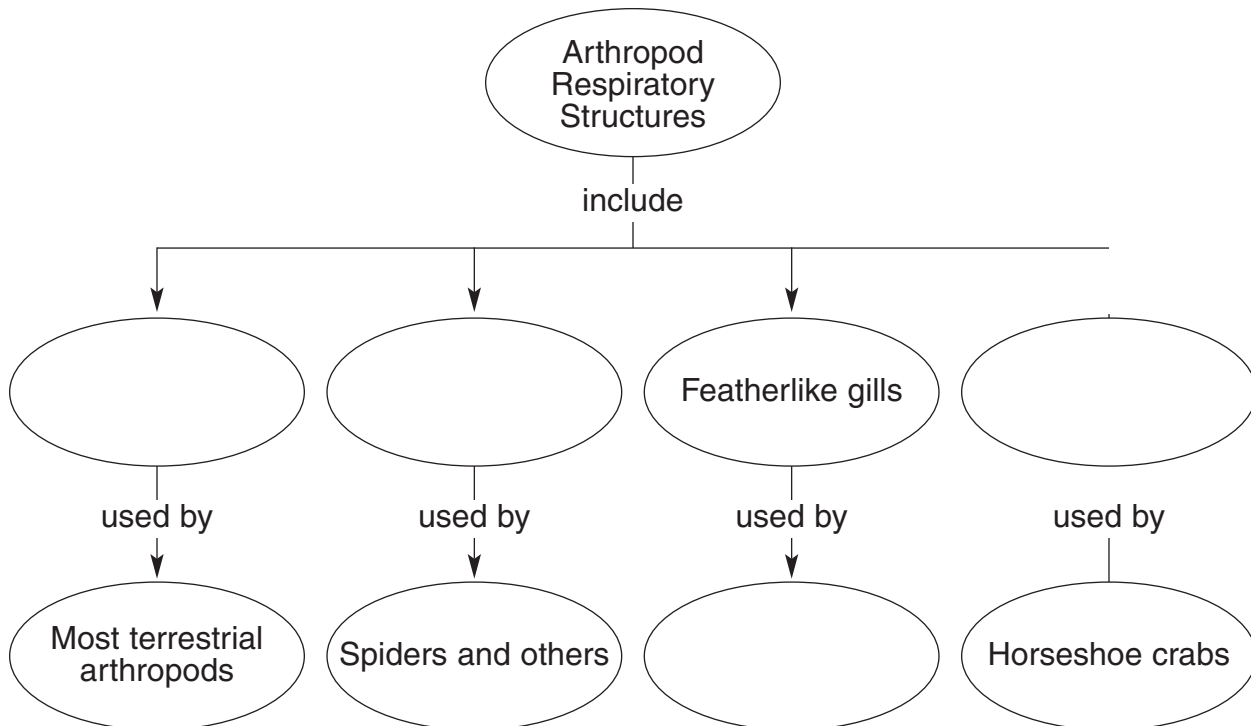 Arthropod
Respiratory
Structures
include
Featherlike gills
used by
used by
used by
used by
Most terrestrial
arthropods
Spiders and others
Horseshoe crabs